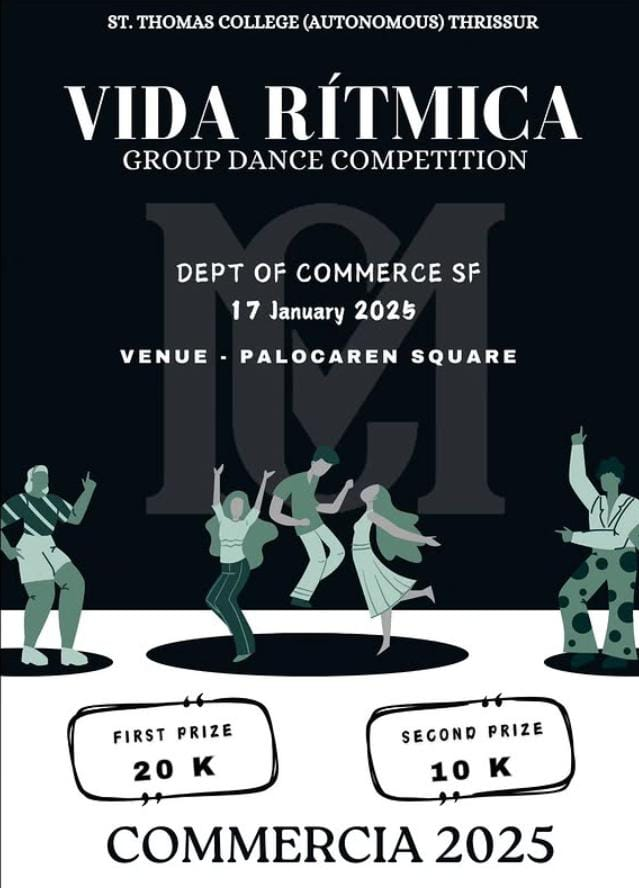 ST. THOMAS COLLEGE (AUTONOMOUS) THRISSUR
VIDA RÍTMICA
GROUP DANCE COMPETITION
DEPT OF COMMERCE SF
17 January 2025
VENUE - PALOCAREN SQUARE
FIRST PRIZE
20 K
SECOND PRIZE
10 K
COMMERCIA 2025